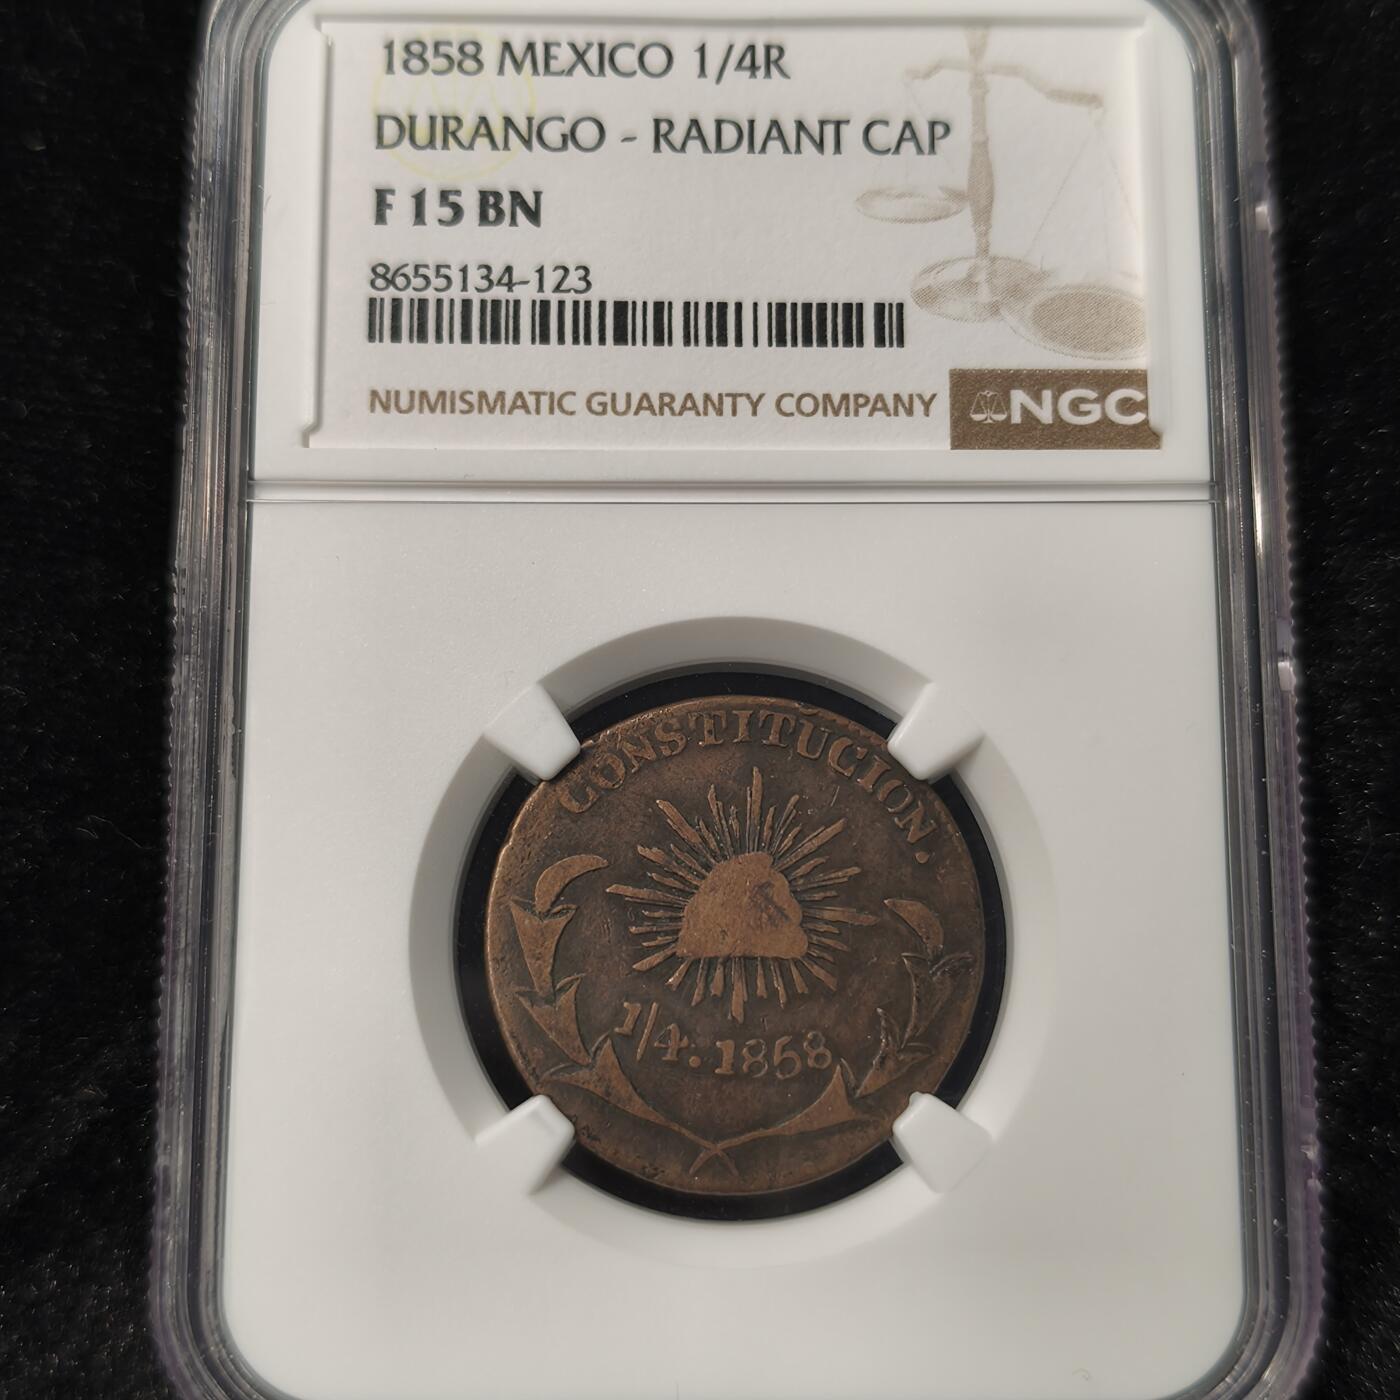 1858 MEXICO 1/4R
DURANGO - RADIANT CAP
F 15 BN
8655134-123
NUMISMATIC GUARANTY COMPANY
NGC
CONSTITUCION.
1/4. 1858